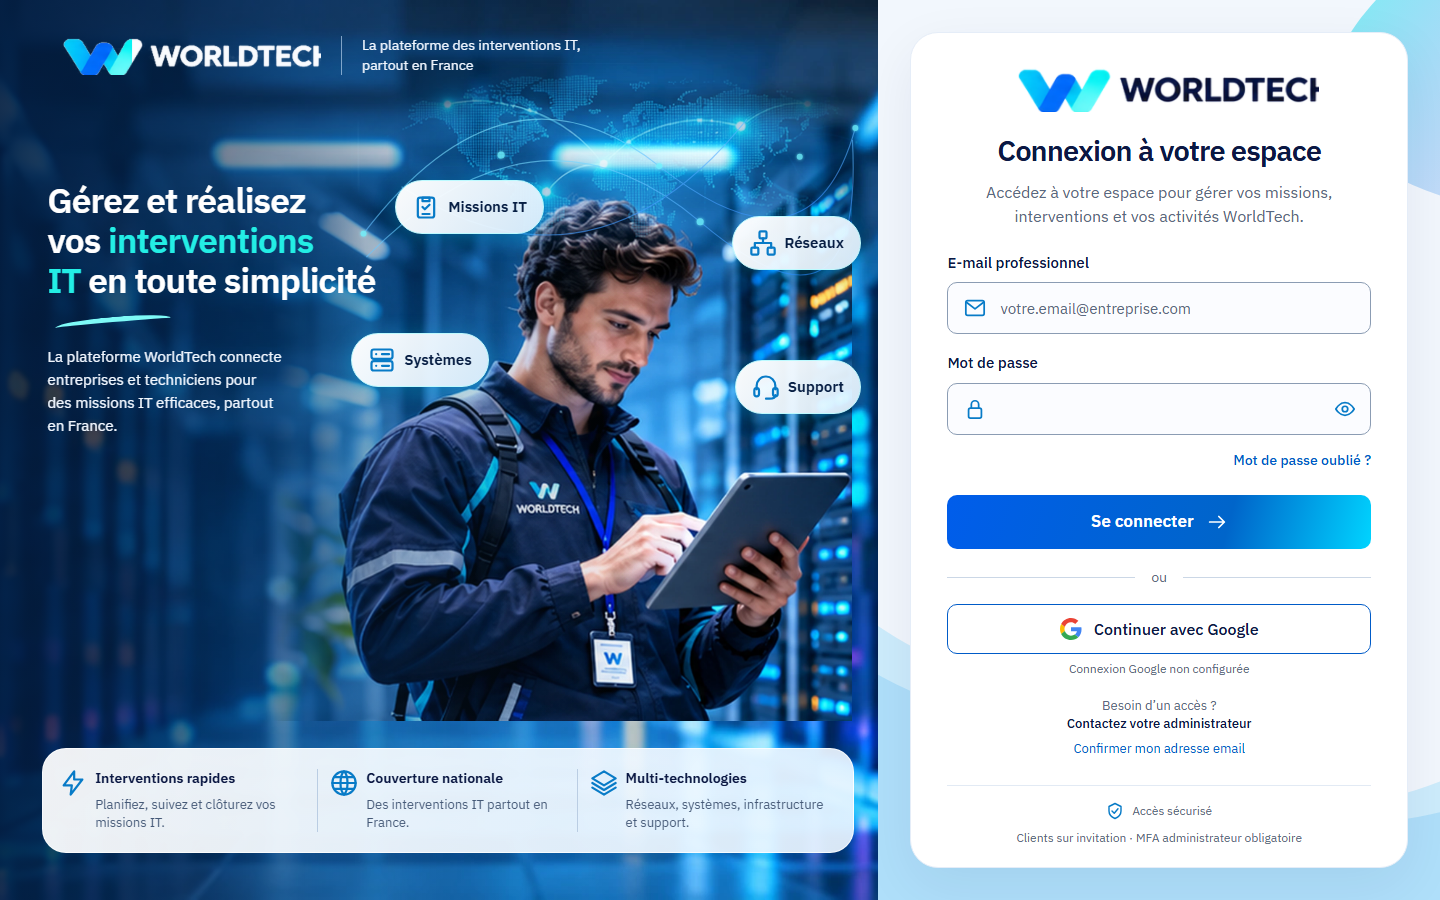 WORLDTECH
La plateforme des interventions IT,
partout en France
Gérez et réalisez
vos interventions
IT en toute simplicité
La plateforme WorldTech connecte
entreprises et techniciens pour
des missions IT efficaces, partout
en France.
Missions IT
Réseaux
Systèmes
Support
WORLDTECH
W
Interventions rapides
Planifiez, suivez et clôturez vos
missions IT.
Couverture nationale
Des interventions IT partout en
France.
Multi-technologies
Réseaux, systèmes, infrastructure
et support.
WORLDTECH
Connexion à votre espace
Accédez à votre espace pour gérer vos missions,
interventions et vos activités WorldTech.
E-mail professionnel
votre.email@entreprise.com
Mot de passe
Mot de passe oublié ?
Se connecter
ou
Continuer avec Google
Connexion Google non configurée
Besoin d’un accès ?
Contactez votre administrateur
Confirmer mon adresse email
Accès sécurisé
Clients sur invitation · MFA administrateur obligatoire